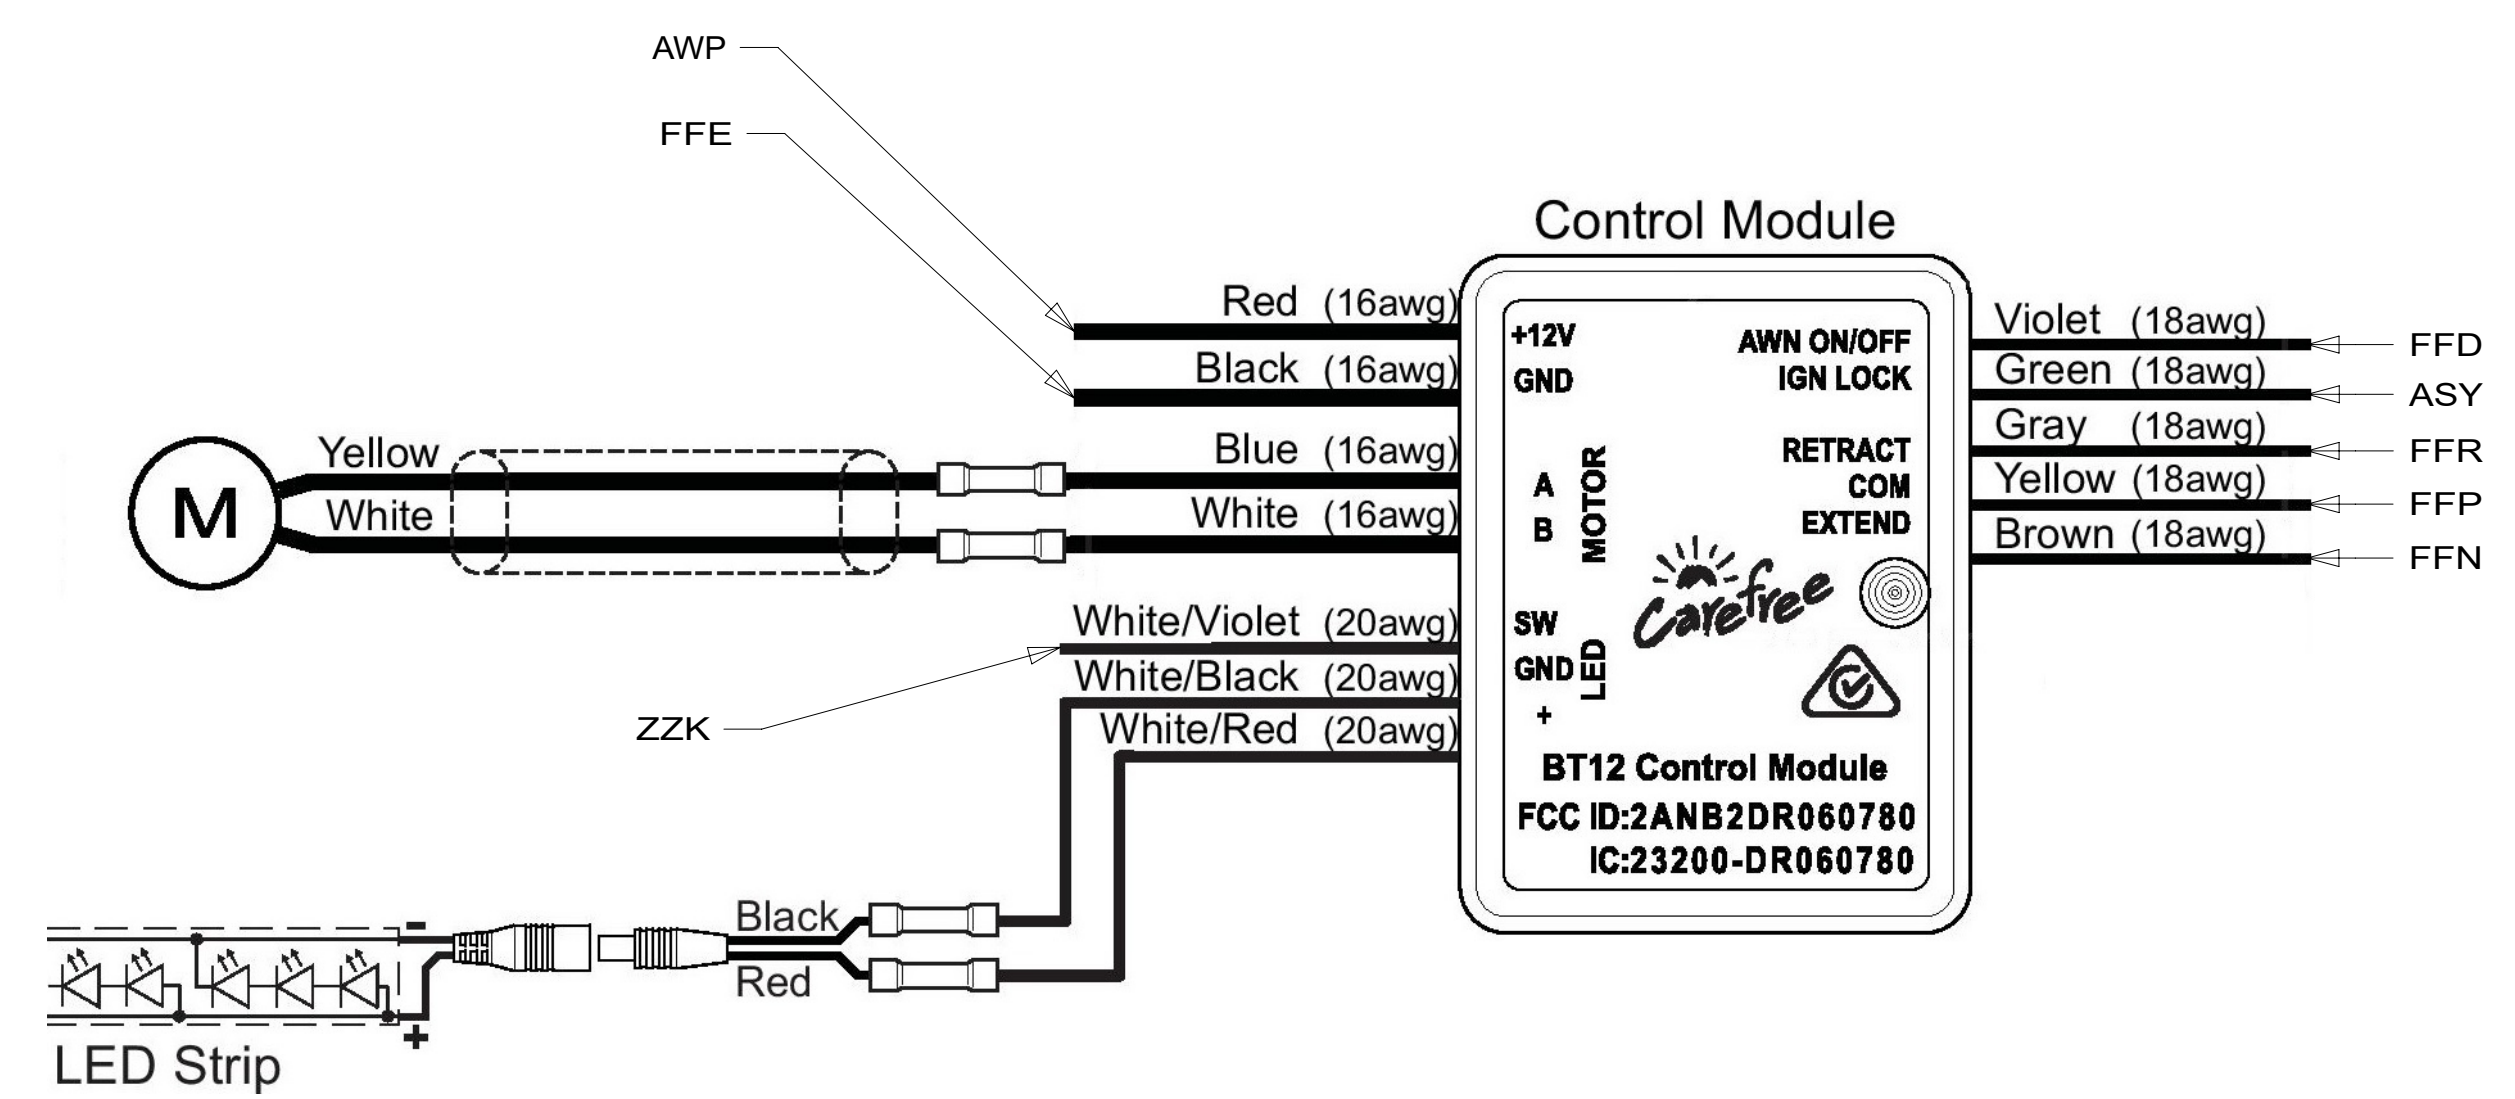 AWP
FFE
Control Module
Red (16awg)
Black (16awg)
Blue (16awg)
White (16awg)
White/Violet (20awg)
White/Black (20awg)
White/Red (20awg)
Yellow
White
M
ZZK
+12V
GND
A
B
MOTOR
SW
GND
+
LED
AWN ON/OFF
IGN LOCK
RETRACT
COM
EXTEND
Carefree
BT12 Control Module
FCC ID:2ANB2DR060780
IC:23200-DR060780
Violet (18awg)
Green (18awg)
Gray (18awg)
Yellow (18awg)
Brown (18awg)
FFD
ASY
FFR
FFP
FFN
Black
Red
-
+
LED Strip